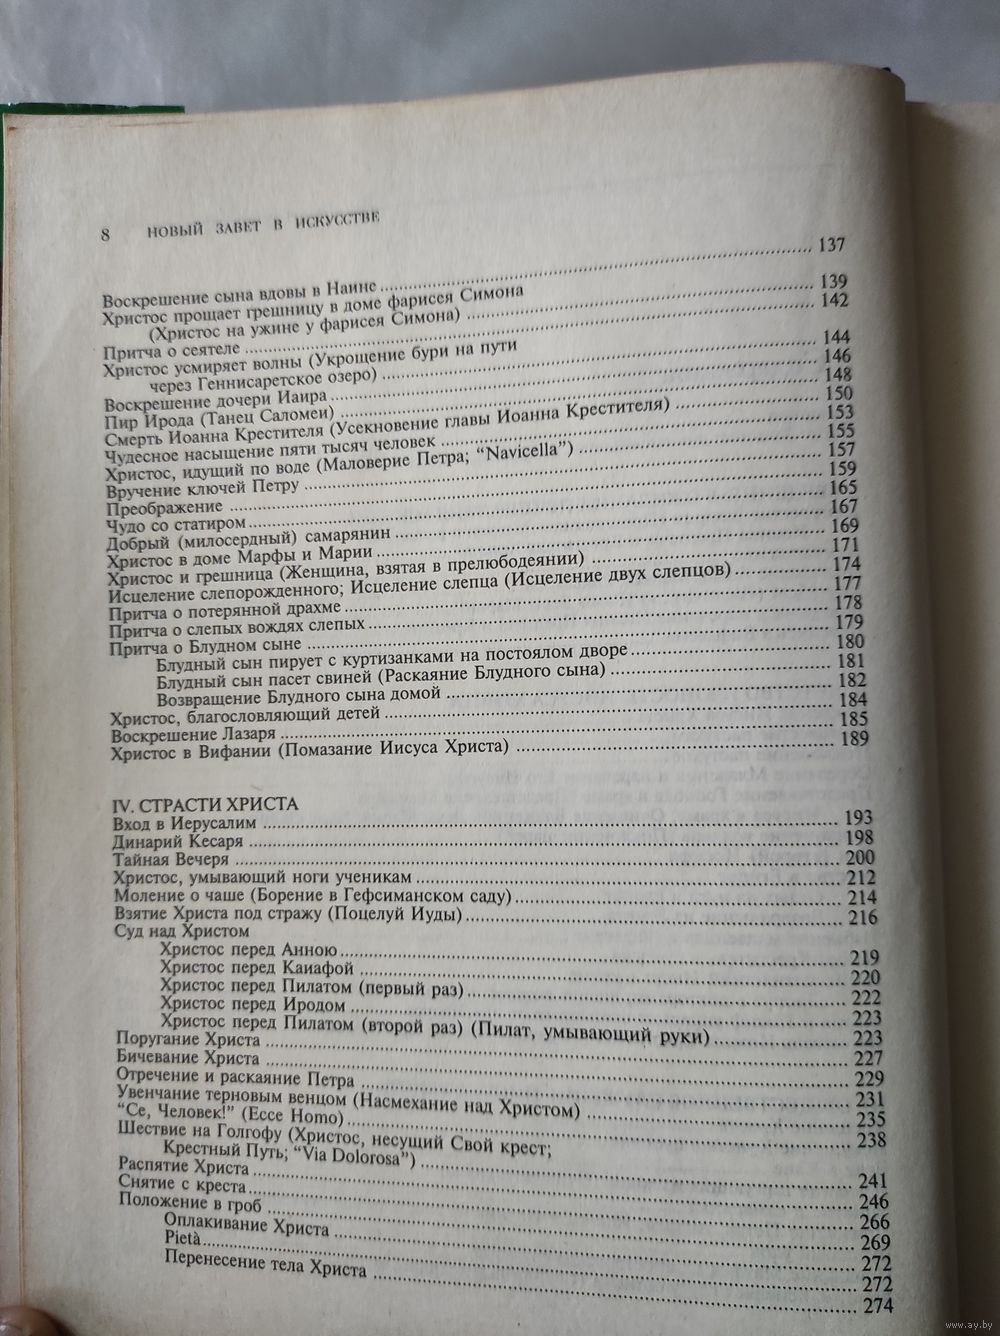 8 НОВЫЙ ЗАВЕТ В ИСКУССТВЕ
Воскрешение сына вдовы в Наине ........ 137
Христос прощает грешницу в доме фарисея Симона
(Христос на ужине у фарисея Симона) ........ 139
Притча о сеятеле ........ 142
Христос усмиряет волны (Укрощение бури на пути
через Геннисаретское озеро) ........ 144
Воскрешение дочери Иаира ........ 146
Пир Ирода (Танец Саломеи) ........ 148
Смерть Иоанна Крестителя (Усекновение главы Иоанна Крестителя) ........ 150
Чудесное насыщение пяти тысяч человек ........ 153
Христос, идущий по воде (Маловерие Петра; “Navicella”) ........ 155
Вручение ключей Петру ........ 157
Преображение ........ 159
Чудо со статиром ........ 165
Добрый (милосердный) самарянин ........ 167
Христос в доме Марфы и Марии ........ 169
Христос и грешница (Женщина, взятая в прелюбодеянии) ........ 171
Исцеление слепорожденного; Исцеление слепца (Исцеление двух слепцов) ........ 174
Притча о потерянной драхме ........ 177
Притча о слепых вождях слепых ........ 178
Притча о Блудном сыне ........ 179
Блудный сын пирует с куртизанками на постоялом дворе ........ 180
Блудный сын пасет свиней (Раскаяние Блудного сына) ........ 181
Возвращение Блудного сына домой ........ 182
Христос, благословляющий детей ........ 184
Воскрешение Лазаря ........ 185
Христос в Вифании (Помазание Иисуса Христа) ........ 189
IV. СТРАСТИ ХРИСТА
Вход в Иерусалим ........ 193
Динарий Кесаря ........ 198
Тайная Вечеря ........ 200
Христос, умывающий ноги ученикам ........ 212
Моление о чаше (Борение в Гефсиманском саду) ........ 214
Взятие Христа под стражу (Поцелуй Иуды) ........ 216
Суд над Христом
Христос перед Анною ........ 219
Христос перед Каиафой ........ 220
Христос перед Пилатом (первый раз) ........ 222
Христос перед Иродом ........ 223
Христос перед Пилатом (второй раз) (Пилат, умывающий руки) ........ 223
Поругание Христа ........ 227
Бичевание Христа ........ 229
Отречение и раскаяние Петра ........ 231
Увенчание терновым венцом (Насмехание над Христом) ........ 235
“Се, Человек!” (Ecce Homo) ........ 238
Шествие на Голгофу (Христос, несущий Свой крест;
Крестный Путь; “Via Dolorosa”) ........ 241
Распятие Христа ........ 246
Снятие с креста ........ 266
Положение в гроб ........ 269
Оплакивание Христа ........ 272
Pietà ........ 272
Перенесение тела Христа ........ 274
www.ay.by